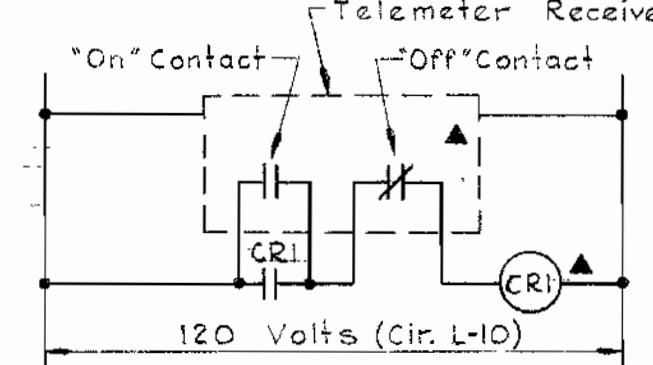 Telemeter Receive
"On" Contact
"Off" Contact
CR1
CR1
120 Volts (Cir. L-10)